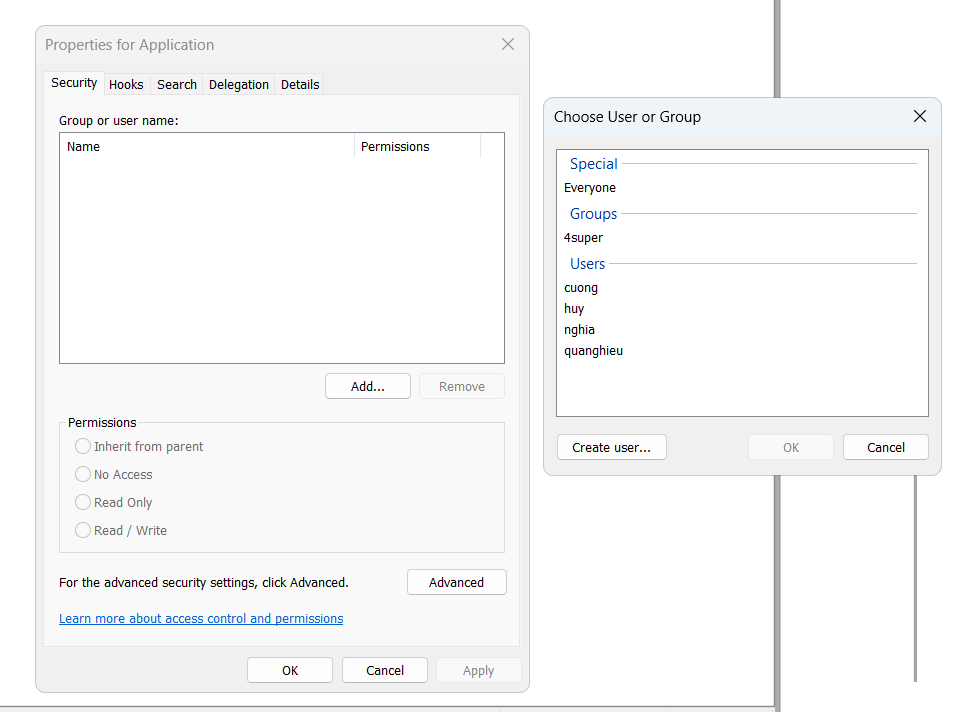 Properties for Application
Security Hooks Search Delegation Details
Group or user name:
Name Permissions
Add... Remove
Permissions
Inherit from parent
No Access
Read Only
Read / Write
For the advanced security settings, click Advanced. Advanced
Learn more about access control and permissions
OK Cancel Apply
Choose User or Group
Special
Everyone
Groups
4super
Users
cuong
huy
nghia
quanghieu
Create user... OK Cancel